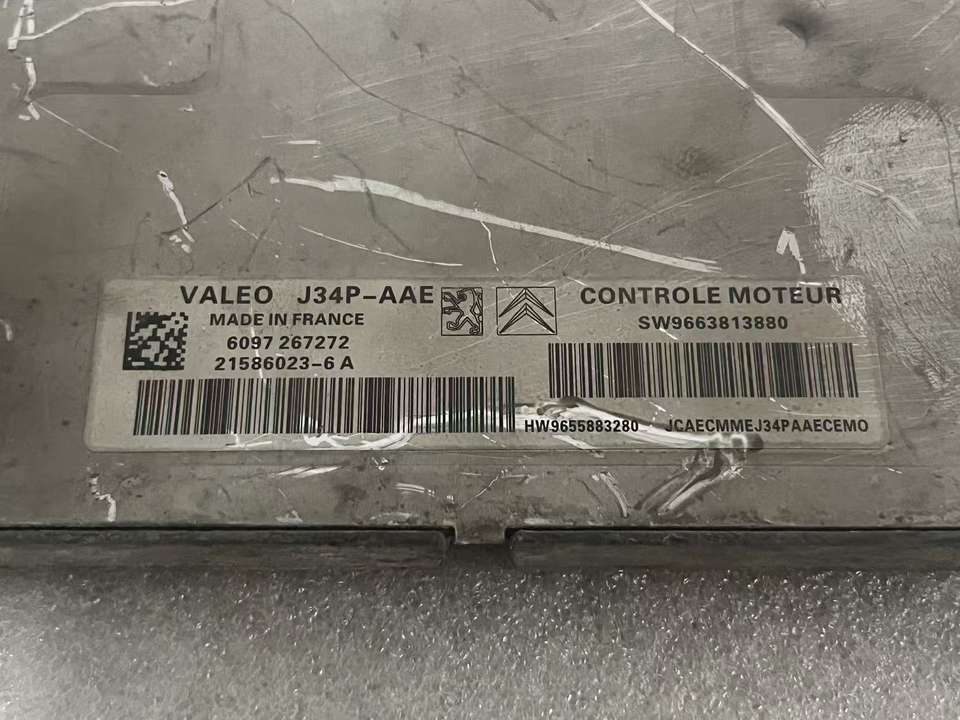 VALEO J34P-AAE
MADE IN FRANCE
6097 267272
21586023-6 A
CONTROLE MOTEUR
SW9663813880
HW9655883280 JCAECMMEJ34PAAECEMO